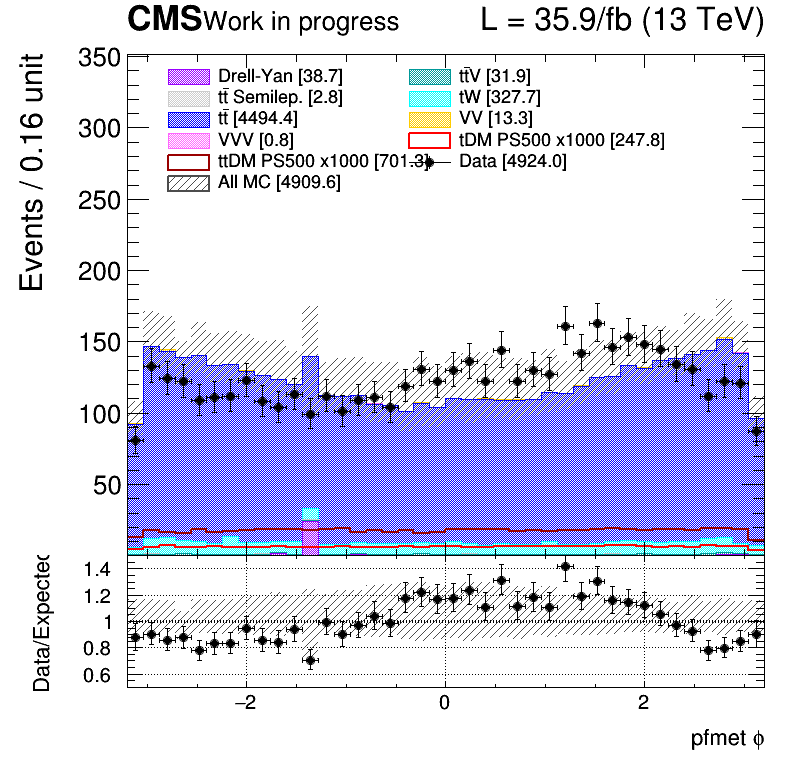 CMS Work in progress L = 35.9/fb (13 TeV)
Events / 0.16 unit
350
300
250
200
150
100
50
Drell-Yan [38.7]
tt̄V [31.9]
tt̄ Semilep. [2.8]
tW [327.7]
tt̄ [4494.4]
VV [13.3]
VVV [0.8]
tDM PS500 x1000 [247.8]
ttDM PS500 x1000 [701.3]
Data [4924.0]
All MC [4909.6]
Data/Expected
1.4
1.2
1
0.8
0.6
−2 0 2
pfmet ϕ